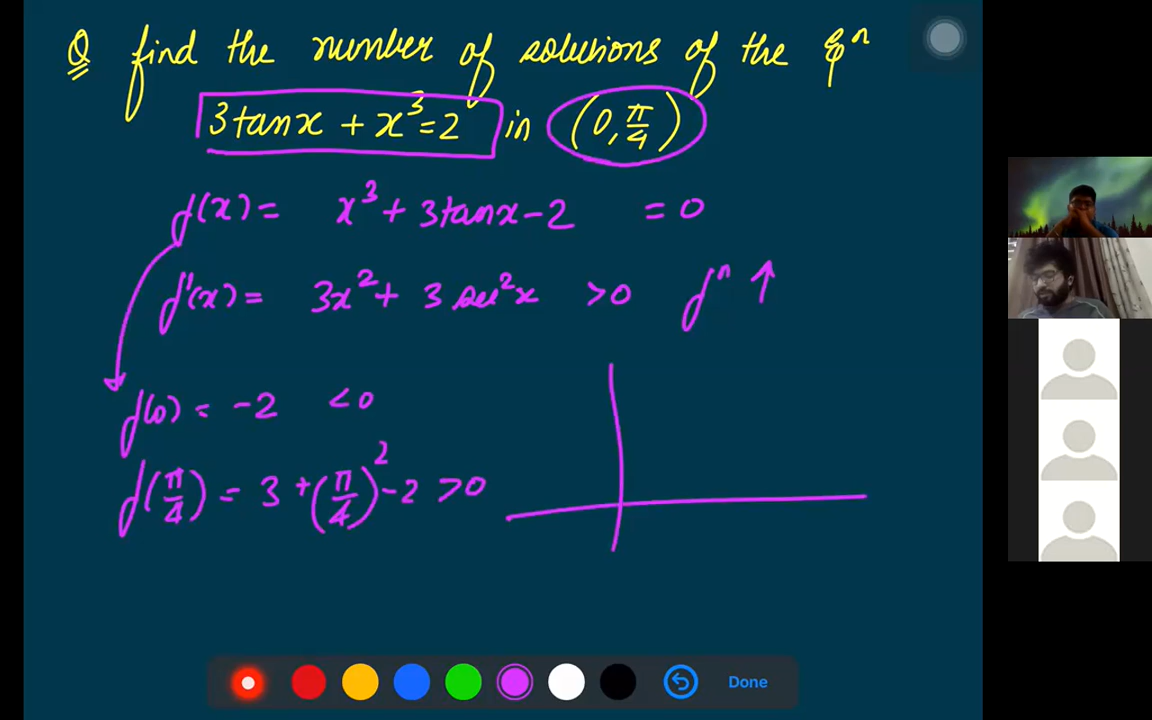 Q find the number of solutions of the Eqⁿ
3tanx + x³ = 2 in (0, π/4)
f(x) = x³ + 3tanx - 2 = 0
f'(x) = 3x² + 3 sec²x > 0 fⁿ ↑
f(0) = -2 < 0
f(π/4) = 3 + (π/4)² - 2 > 0
Done